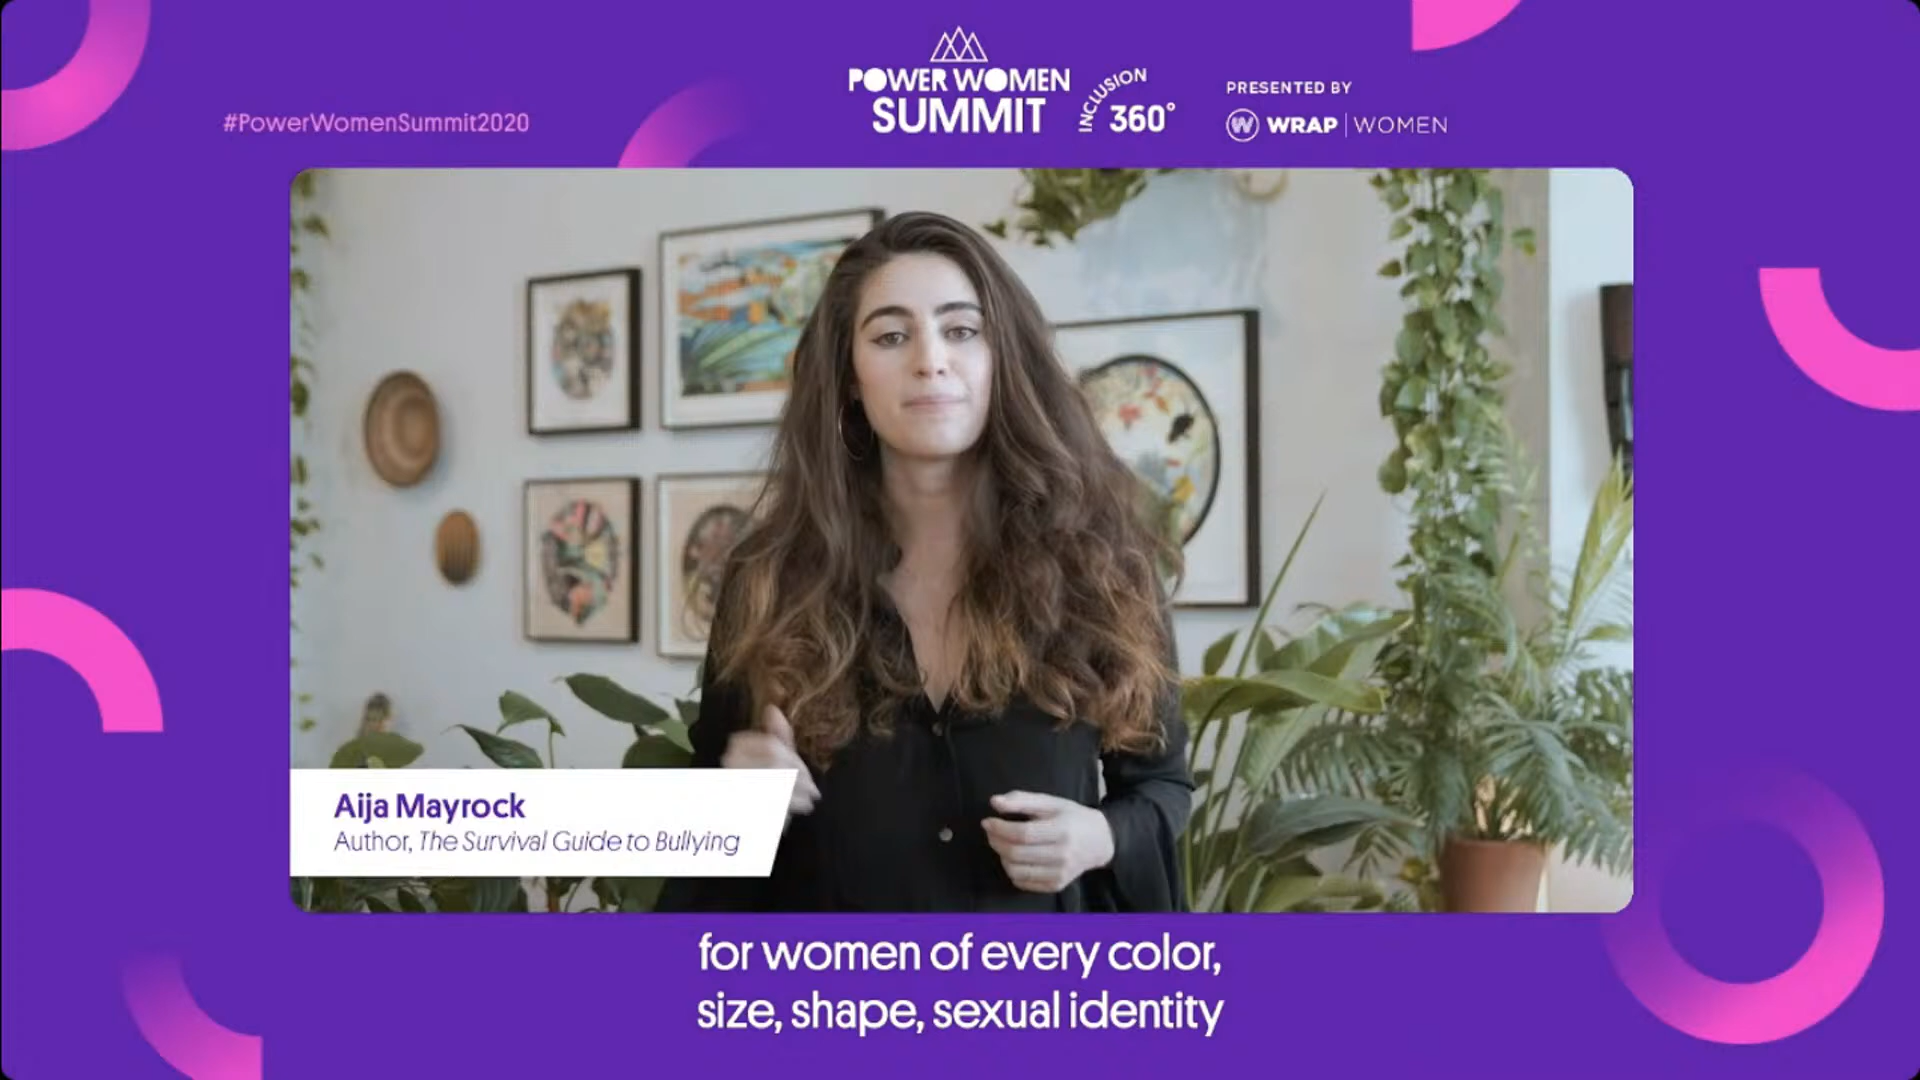 #PowerWomenSummit2020
POWER WOMEN
SUMMIT
INCLUSION
360°
PRESENTED BY
W WRAP | WOMEN
Aija Mayrock
Author, The Survival Guide to Bullying
for women of every color,
size, shape, sexual identity